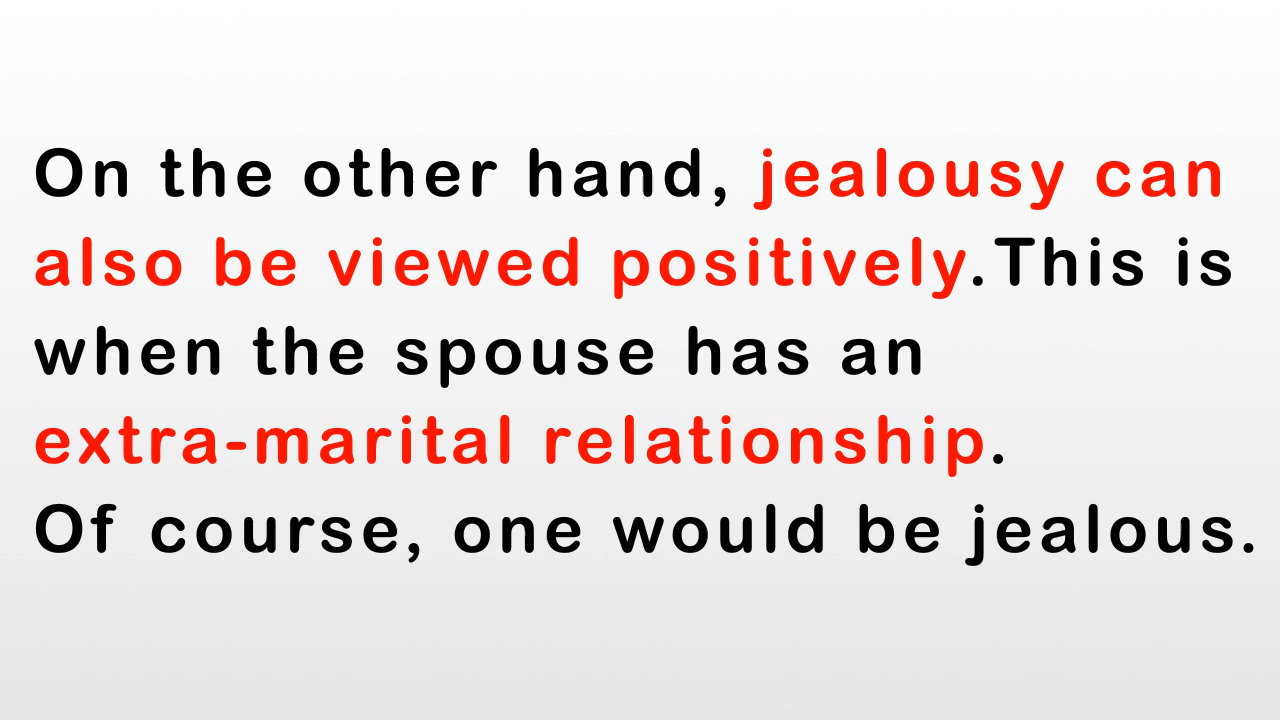 On the other hand, jealousy can
also be viewed positively.This is
when the spouse has an
extra-marital relationship.
Of course, one would be jealous.